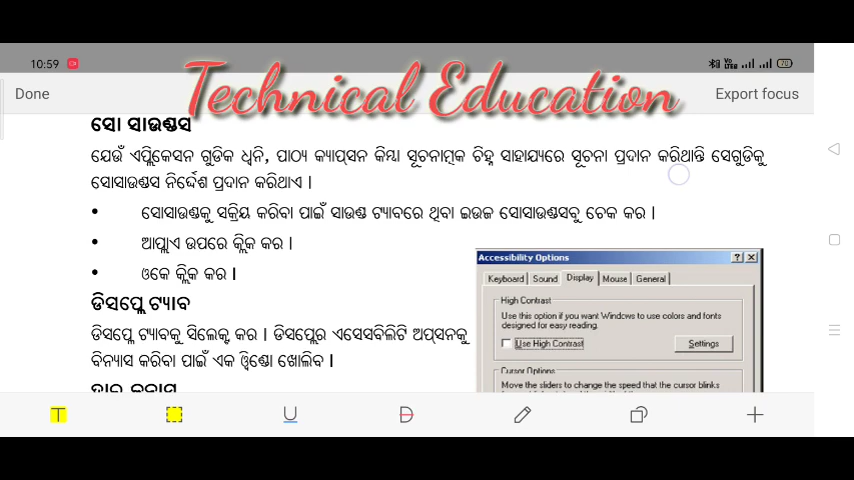 10:59
70
Technical Education
Done
Export focus
ସୋ ସାଉଣ୍ଡସ
ଯେଉଁ ଏପ୍ଲିକେସନ ଗୁଡିକ ଧ୍ୱନି, ପାଠ୍ୟ କ୍ୟାପ୍‌ସନ କିମ୍ବା ସୂଚନାତ୍ମକ ଚିହ୍ନ ସାହାଯ୍ୟରେ ସୂଚନା ପ୍ରଦାନ କରିଥାନ୍ତି ସେଗୁଡିକୁ
ସୋସାଉଣ୍ଡସ ନିର୍ଦ୍ଦେଶ ପ୍ରଦାନ କରିଥାଏ |
• ସୋସାଉଣ୍ଡକୁ ସକ୍ରିୟ କରିବା ପାଇଁ ସାଉଣ୍ଡ ଟ୍ୟାବରେ ଥିବା ଇଉଜ ସୋସାଉଣ୍ଡସବୁ ଚେକ କର |
• ଆପ୍ଲାଏ ଉପରେ କ୍ଲିକ କର |
• ଓକେ କ୍ଲିକ କର |
ଡିସପ୍ଲେ ଟ୍ୟାବ
ଡିସପ୍ଳେ ଟ୍ୟାବକୁ ସିଲେକ୍ଟ କର | ଡିସପ୍ଲେର ଏସେସବିଲିଟି ଅପ୍‌ସନକୁ
ବିନ୍ୟାସ କରିବା ପାଇଁ ଏକ ୱିଣ୍ଡୋ ଖୋଲିବ |
Accessibility Options
Keyboard Sound Display Mouse General
High Contrast
Use this option if you want Windows to use colors and fonts
designed for easy reading.
Use High Contrast Settings
Cursor Options
Move the sliders to change the speed that the cursor blinks